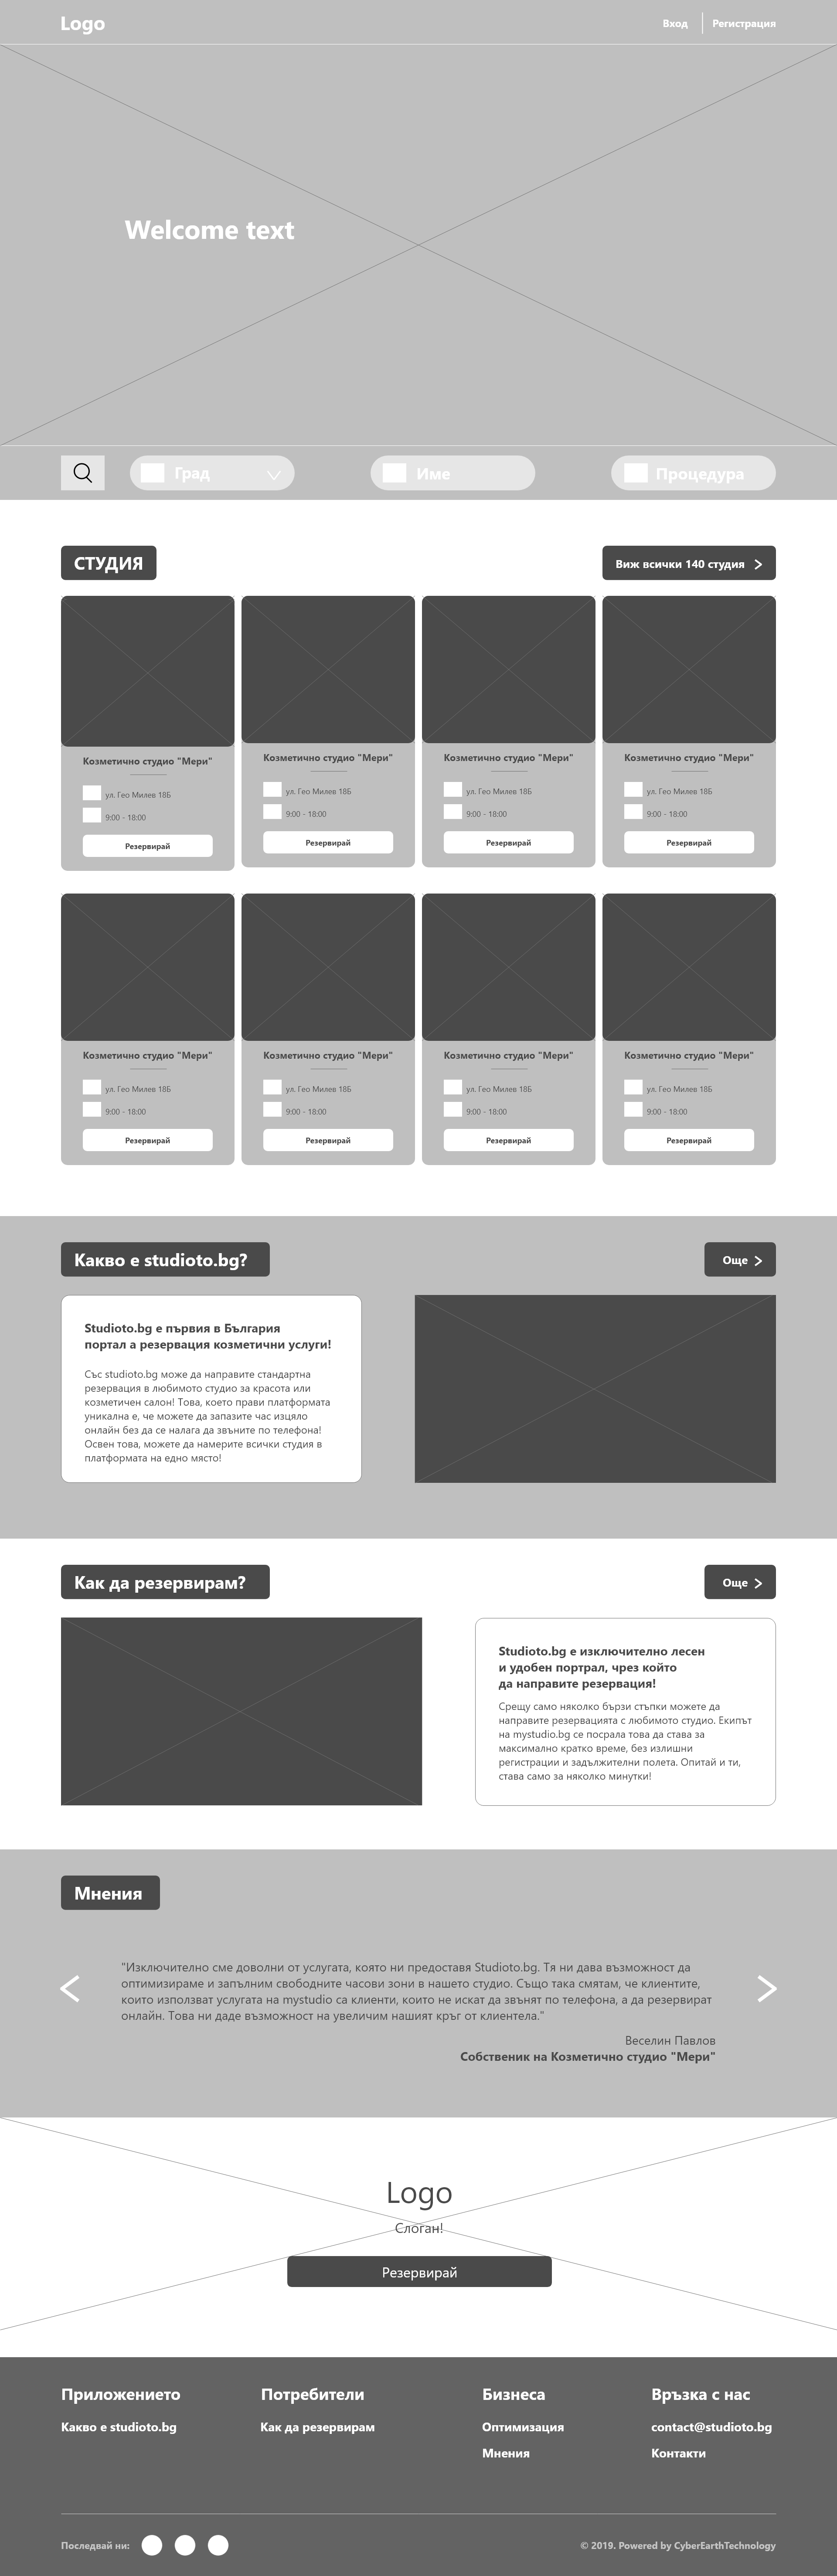 Logo
Вход
Регистрация
Welcome text
Град
Име
Процедура
СТУДИЯ
Виж всички 140 студия
Козметично студио "Мери"
ул. Гео Милев 18Б
9:00 - 18:00
Резервирай
Козметично студио "Мери"
ул. Гео Милев 18Б
9:00 - 18:00
Резервирай
Козметично студио "Мери"
ул. Гео Милев 18Б
9:00 - 18:00
Резервирай
Козметично студио "Мери"
ул. Гео Милев 18Б
9:00 - 18:00
Резервирай
Козметично студио "Мери"
ул. Гео Милев 18Б
9:00 - 18:00
Резервирай
Козметично студио "Мери"
ул. Гео Милев 18Б
9:00 - 18:00
Резервирай
Козметично студио "Мери"
ул. Гео Милев 18Б
9:00 - 18:00
Резервирай
Козметично студио "Мери"
ул. Гео Милев 18Б
9:00 - 18:00
Резервирай
Какво е studioto.bg?
Още
Studioto.bg е първия в България
портал а резервация козметични услуги!
Със studioto.bg може да направите стандартна
резервация в любимото студио за красота или
козметичен салон! Това, което прави платформата
уникална е, че можете да запазите час изцяло
онлайн без да се налага да звъните по телефона!
Освен това, можете да намерите всички студия в
платформата на едно място!
Как да резервирам?
Още
Studioto.bg е изключително лесен
и удобен портрал, чрез който
да направите резервация!
Срещу само няколко бързи стъпки можете да
направите резервацията с любимото студио. Екипът
на mystudio.bg се посрала това да става за
максимално кратко време, без излишни
регистрации и задължителни полета. Опитай и ти,
става само за няколко минутки!
Мнения
"Изключително сме доволни от услугата, която ни предоставя Studioto.bg. Тя ни дава възможност да
оптимизираме и запълним свободните часови зони в нашето студио. Също така смятам, че клиентите,
които използват услугата на mystudio са клиенти, които не искат да звънят по телефона, а да резервират
онлайн. Това ни даде възможност на увеличим нашият кръг от клиентела."
Веселин Павлов
Собственик на Козметично студио "Мери"
Logo
Слоган!
Резервирай
Приложението
Какво е studioto.bg
Потребители
Как да резервирам
Бизнеса
Оптимизация
Мнения
Връзка с нас
contact@studioto.bg
Контакти
Последвай ни:
© 2019. Powered by CyberEarthTechnology